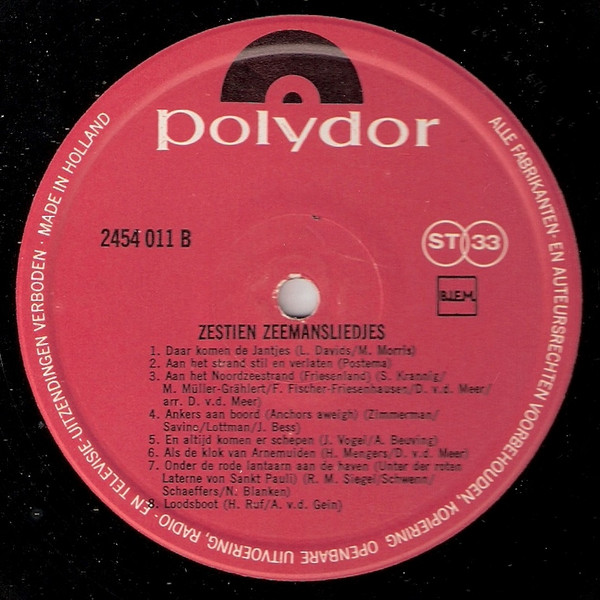 polydor
2454 011 B
ST 33
B.I.E.M.
ZESTIEN ZEEMANSLIEDJES
1. Daar komen de Jantjes (L. Davids/M. Morris)
2. Aan het strand stil en verlaten (Postema)
3. Aan het Noordzeestrand (Friesenland) (S. Krannig/
M. Müller-Grählert/F. Fischer-Friesenhausen/D. v.d. Meer/
arr. D. v.d. Meer)
4. Ankers aan boord (Anchors aweigh) (Zimmerman/
Savino/Lottman/J. Bess)
5. En altijd komen er schepen (J. Vogel/A. Beuving)
6. Als de klok van Arnemuiden (H. Mengers/D. v.d. Meer)
7. Onder de rode lantaarn aan de haven (Unter der roten
Laterne von Sankt Pauli) (R. M. Siegel/Schwenn/
Schaeffers/N. Blanken)
8. Loodsboot (H. Ruf/A. v.d. Gein)
ALLE FABRIKANTEN- EN AUTEURSRECHTEN VOORBEHOUDEN, KOPIERING, OPENBARE UITVOERING, RADIO- EN TELEVISIE-UITZENDINGEN VERBODEN · MADE IN HOLLAND